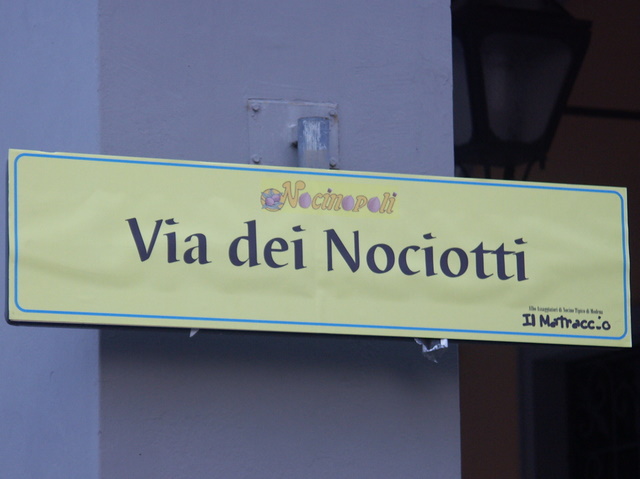 Nocinopoli
Via dei Nociotti
Il Matraccio